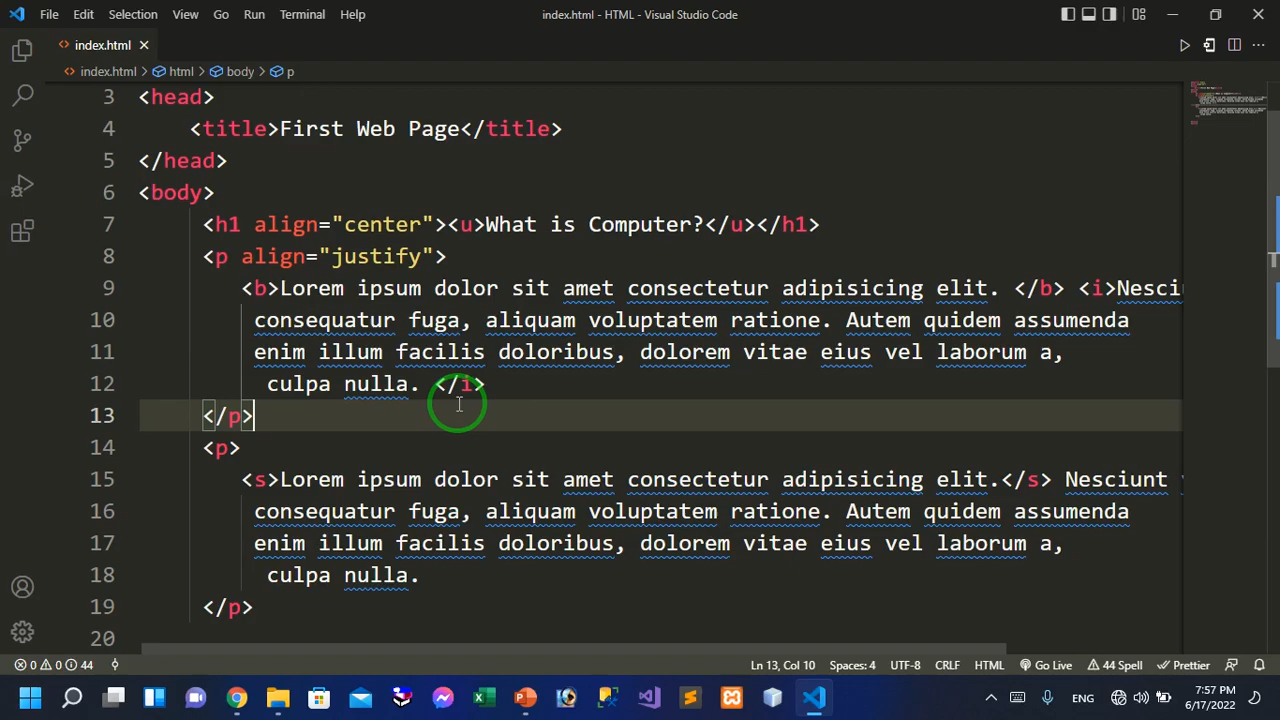 File Edit Selection View Go Run Terminal Help index.html - HTML - Visual Studio Code
index.html
index.html html body p
3 <head>
4 <title>First Web Page</title>
5 </head>
6 <body>
7 <h1 align="center"><u>What is Computer?</u></h1>
8 <p align="justify">
9 <b>Lorem ipsum dolor sit amet consectetur adipisicing elit. </b> <i>Nesciu
10 consequatur fuga, aliquam voluptatem ratione. Autem quidem assumenda
11 enim illum facilis doloribus, dolorem vitae eius vel laborum a,
12 culpa nulla. </i>
13 </p>
14 <p>
15 <s>Lorem ipsum dolor sit amet consectetur adipisicing elit.</s> Nesciunt
16 consequatur fuga, aliquam voluptatem ratione. Autem quidem assumenda
17 enim illum facilis doloribus, dolorem vitae eius vel laborum a,
18 culpa nulla.
19 </p>
20
0 0 44 Ln 13, Col 10 Spaces: 4 UTF-8 CRLF HTML Go Live 44 Spell Prettier
ENG 7:57 PM
6/17/2022